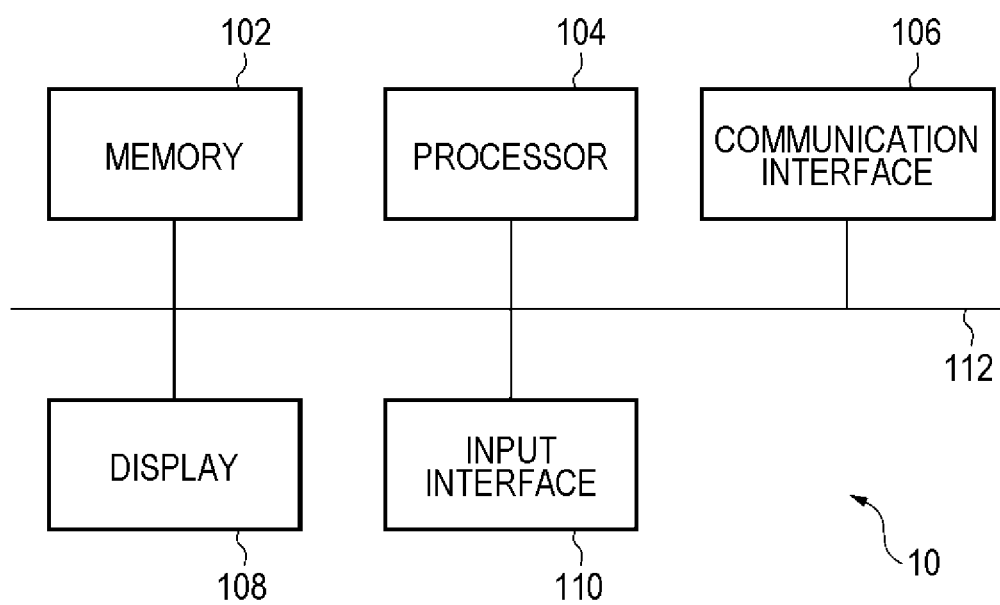 102
104
106
MEMORY
PROCESSOR
COMMUNICATION
INTERFACE
112
DISPLAY
INPUT
INTERFACE
108
110
10